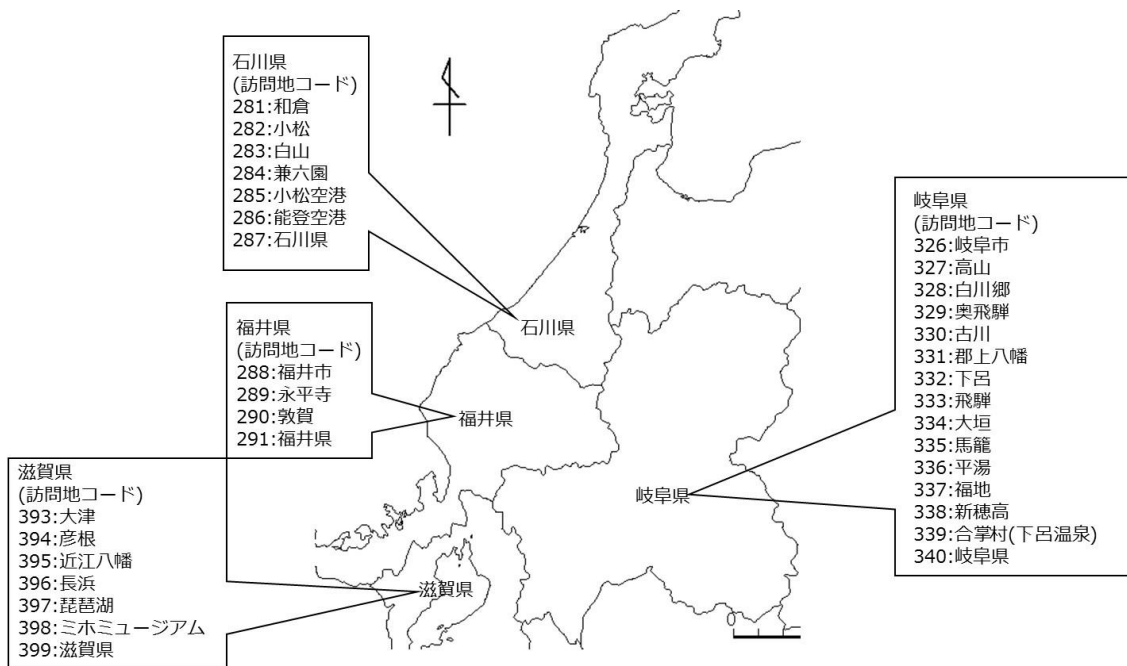 石川県
(訪問地コード)
281:和倉
282:小松
283:白山
284:兼六園
285:小松空港
286:能登空港
287:石川県
福井県
(訪問地コード)
288:福井市
289:永平寺
290:敦賀
291:福井県
滋賀県
(訪問地コード)
393:大津
394:彦根
395:近江八幡
396:長浜
397:琵琶湖
398:ミホミュージアム
399:滋賀県
石川県
福井県
岐阜県
滋賀県
岐阜県
(訪問地コード)
326:岐阜市
327:高山
328:白川郷
329:奥飛騨
330:古川
331:郡上八幡
332:下呂
333:飛騨
334:大垣
335:馬籠
336:平湯
337:福地
338:新穂高
339:合掌村(下呂温泉)
340:岐阜県
0